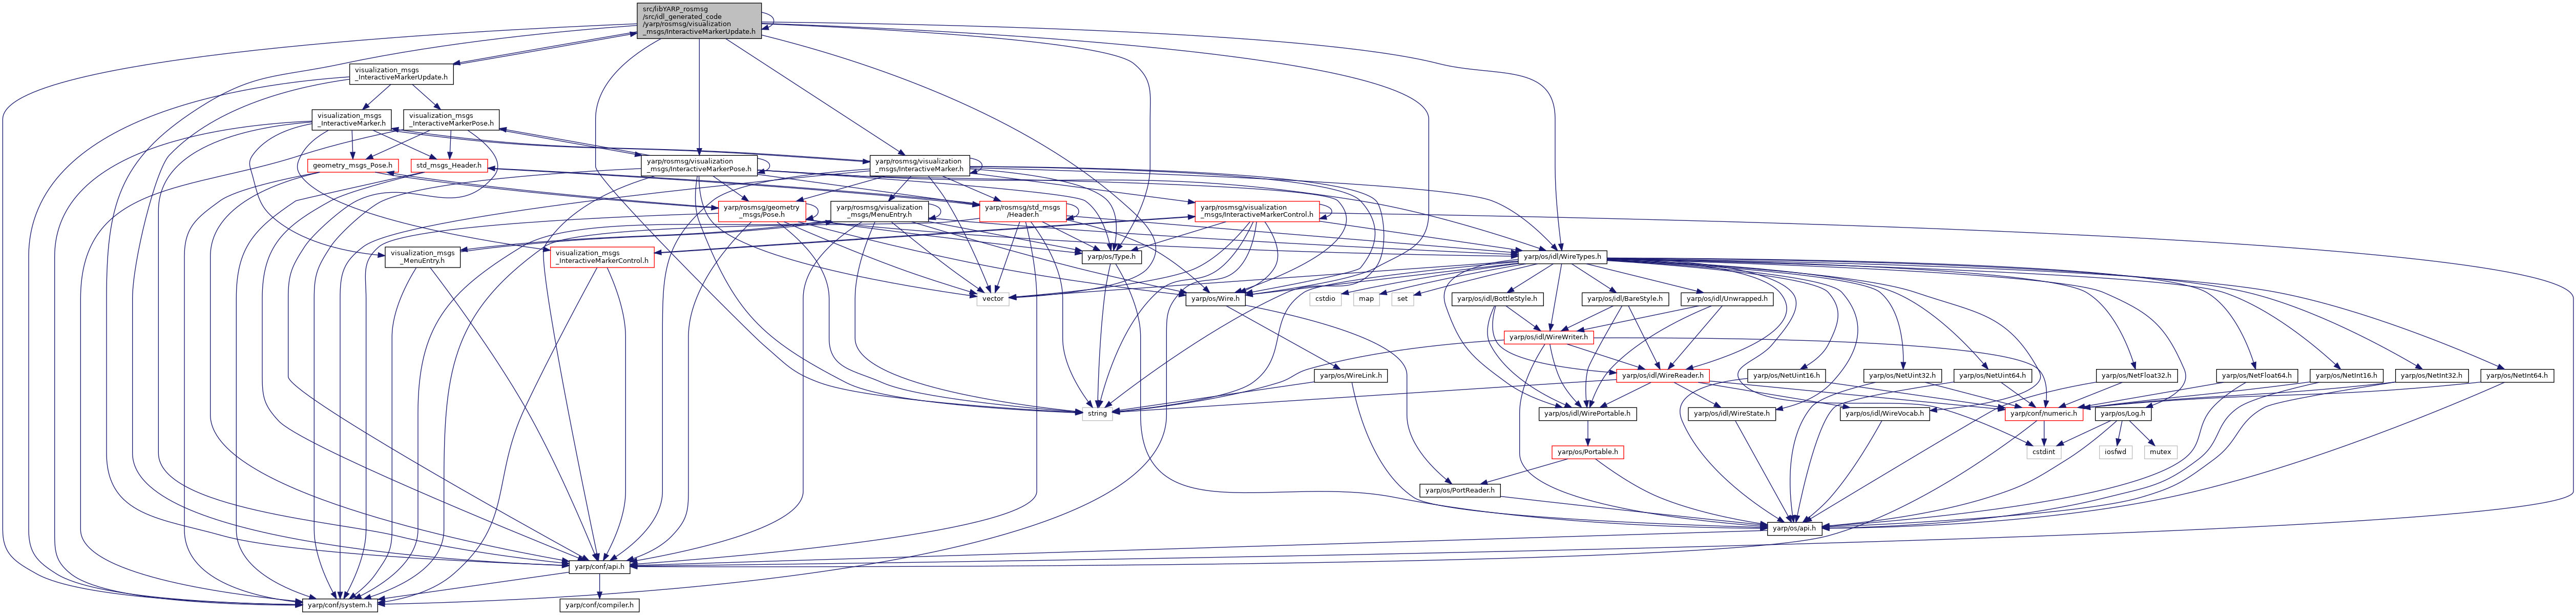 src/libYARP_rosmsg
/src/idl_generated_code
/yarp/rosmsg/visualization
_msgs/InteractiveMarkerUpdate.h
visualization_msgs
_InteractiveMarkerUpdate.h
visualization_msgs
_InteractiveMarker.h
visualization_msgs
_InteractiveMarkerPose.h
geometry_msgs_Pose.h
std_msgs_Header.h
yarp/rosmsg/visualization
_msgs/InteractiveMarkerPose.h
yarp/rosmsg/visualization
_msgs/InteractiveMarker.h
yarp/rosmsg/geometry
_msgs/Pose.h
yarp/rosmsg/visualization
_msgs/MenuEntry.h
yarp/rosmsg/std_msgs
/Header.h
yarp/rosmsg/visualization
_msgs/InteractiveMarkerControl.h
visualization_msgs
_MenuEntry.h
visualization_msgs
_InteractiveMarkerControl.h
yarp/os/Type.h
yarp/os/idl/WireTypes.h
vector
yarp/os/Wire.h
cstdio
map
set
yarp/os/idl/BottleStyle.h
yarp/os/idl/BareStyle.h
yarp/os/idl/Unwrapped.h
yarp/os/idl/WireWriter.h
yarp/os/WireLink.h
yarp/os/idl/WireReader.h
yarp/os/NetUint16.h
yarp/os/NetUint32.h
yarp/os/NetUint64.h
yarp/os/NetFloat32.h
yarp/os/NetFloat64.h
yarp/os/NetInt16.h
yarp/os/NetInt32.h
yarp/os/NetInt64.h
string
yarp/os/idl/WirePortable.h
yarp/os/idl/WireState.h
yarp/os/idl/WireVocab.h
yarp/conf/numeric.h
yarp/os/Log.h
yarp/os/Portable.h
cstdint
iosfwd
mutex
yarp/os/PortReader.h
yarp/os/api.h
yarp/conf/api.h
yarp/conf/system.h
yarp/conf/compiler.h